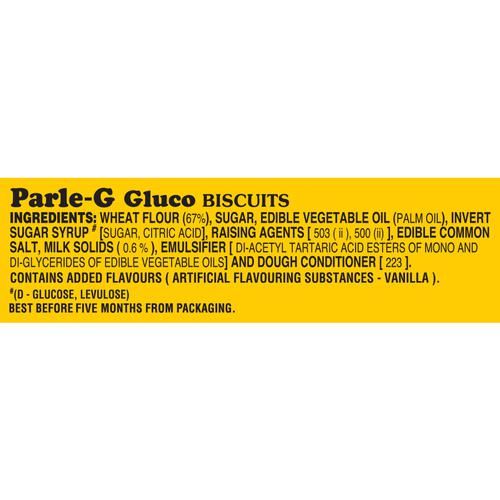 Parle-G Gluco BISCUITS
INGREDIENTS: WHEAT FLOUR (67%), SUGAR, EDIBLE VEGETABLE OIL (PALM OIL), INVERT
SUGAR SYRUP # [SUGAR, CITRIC ACID], RAISING AGENTS [ 503 ( ii ), 500 (ii) ], EDIBLE COMMON
SALT, MILK SOLIDS ( 0.6 % ), EMULSIFIER [ DI-ACETYL TARTARIC ACID ESTERS OF MONO AND
DI-GLYCERIDES OF EDIBLE VEGETABLE OILS] AND DOUGH CONDITIONER [ 223 ].
CONTAINS ADDED FLAVOURS ( ARTIFICIAL FLAVOURING SUBSTANCES - VANILLA ).
#(D - GLUCOSE, LEVULOSE)
BEST BEFORE FIVE MONTHS FROM PACKAGING.